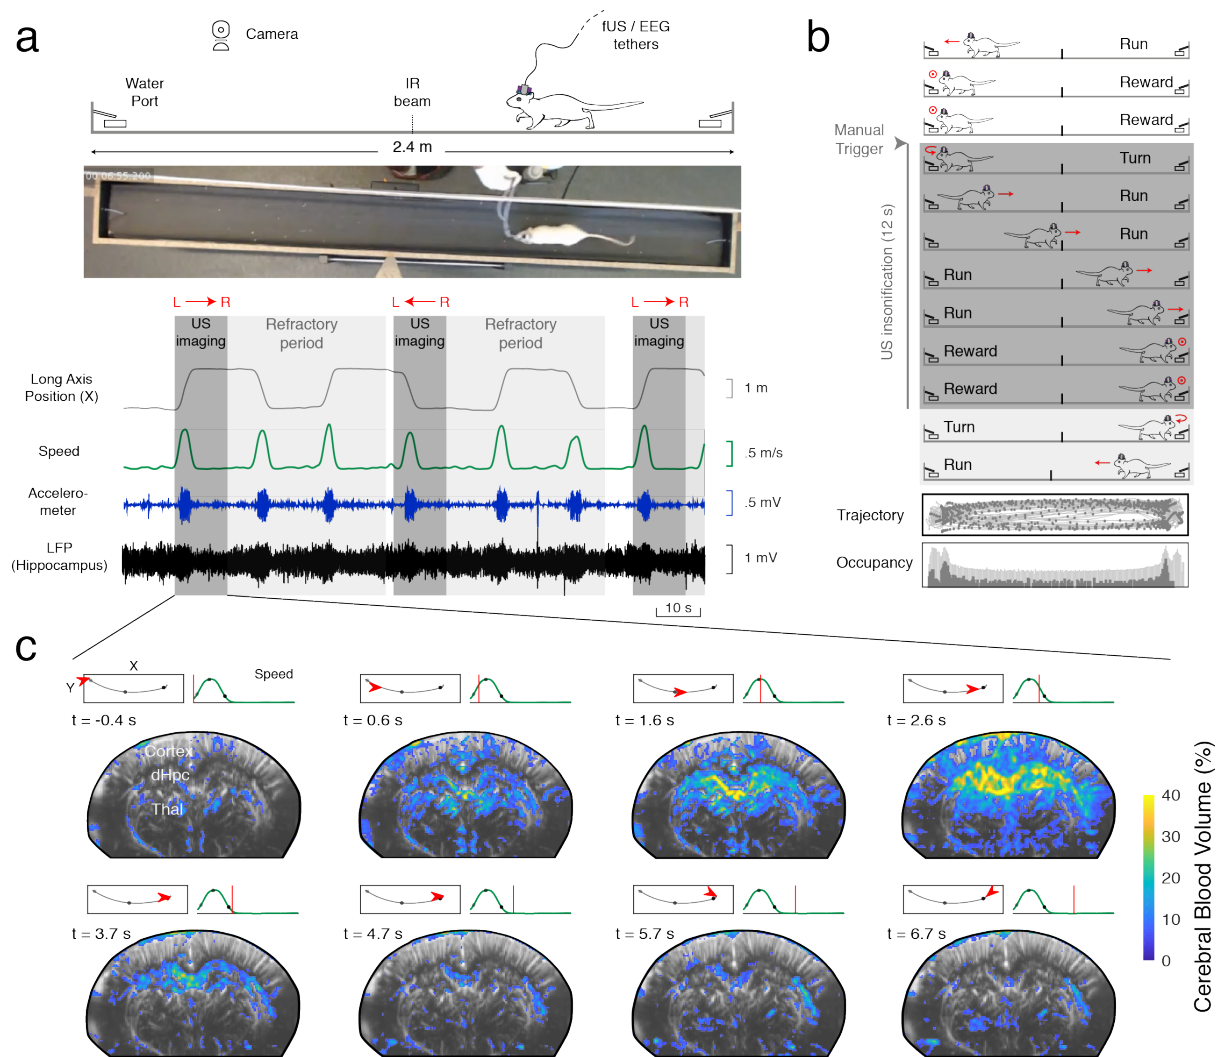 a
Camera
fUS / EEG
tethers
Water
Port
IR
beam
2.4 m
00:06:55.200
L R
L R
L R
US
imaging
Refractory
period
US
imaging
Refractory
period
US
imaging
Long Axis
Position (X)
1 m
Speed
.5 m/s
Accelero-
meter
.5 mV
LFP
(Hippocampus)
1 mV
10 s
b
Run
Reward
Reward
Manual
Trigger
Turn
Run
Run
Run
Run
Reward
Reward
Turn
Run
US insonification (12 s)
Trajectory
Occupancy
c
X
Y
Speed
t = -0.4 s
t = 0.6 s
t = 1.6 s
t = 2.6 s
Cortex
dHpc
Thal
t = 3.7 s
t = 4.7 s
t = 5.7 s
t = 6.7 s
40
30
20
10
0
Cerebral Blood Volume (%)